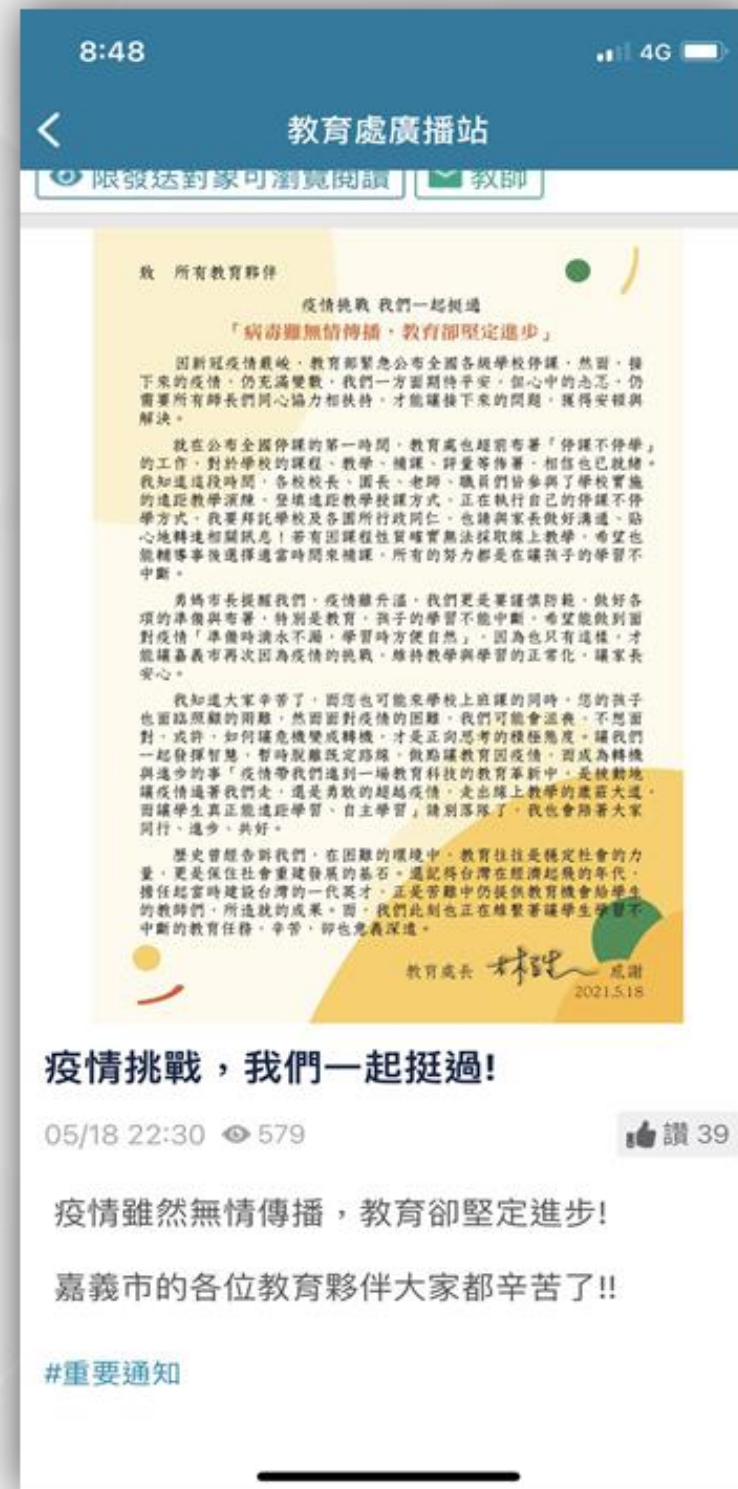 8:48
4G
教育處廣播站
限發送對象可瀏覽閱讀
教師
致 所有教育夥伴
疫情挑戰 我們一起挺過
「病毒雖無情傳播，教育卻堅定進步」
因新冠疫情嚴峻，教育部緊急公布全國各級學校停課，然而，接
下來的疫情，仍充滿變數，我們一方面期待平安，但心中的忐忑，仍
需要所有師長們同心協力相扶持，才能讓接下來的問題，獲得安頓與
解決。
就在公布全國停課的第一時間，教育處也超前布署「停課不停學」
的工作，對於學校的課程、教學、補課、評量等佈署，相信也已就緒。
我知道這段時間，各校校長、園長、老師、職員們皆參與了學校實施
的遠距教學演練，登填遠距教學授課方式，正在執行自己的停課不停
學方式，我要拜託學校及各園所行政同仁，也請與家長做好溝通、貼
心地轉達相關訊息！若有因課程性質確實無法採取線上教學，希望也
能輔導事後選擇適當時間來補課，所有的努力都是在讓孩子的學習不
中斷。
勇媽市長提醒我們，疫情雖升溫，我們更是要謹慎防範，做好各
項的準備與布署，特別是教育，孩子的學習不能中斷，希望能做到面
對疫情「準備時滴水不漏，學習時方便自然」，因為也只有這樣，才
能讓嘉義市再次因為疫情的挑戰，維持教學與學習的正常化，讓家長
安心。
我知道大家辛苦了，而您也可能來學校上班課的同時，您的孩子
也面臨照顧的兩難，然而面對疫情的困難，我們可能會沮喪，不想面
對，或許，如何讓危機變成轉機，才是正向思考的積極態度。讓我們
一起發揮智慧，暫時脫離既定路線，做點讓教育因疫情，而成為轉機
與進步的事「疫情帶我們進到一場教育科技的教育革新中，是被動地
讓疫情逼著我們走，還是勇敢的超越疫情，走出線上教學的康莊大道，
而讓學生真正能遠距學習、自主學習」請別落隊了，我也會陪著大家
同行、進步、共好。
歷史曾經告訴我們，在困難的環境中，教育往往是穩定社會的力
量，更是保住社會重建發展的基石。還記得台灣在經濟起飛的年代，
擔任起當時建設台灣的一代英才，正是苦難中仍提供教育機會給學生
的教師們，所造就的成果。而，我們此刻也正在維繫著讓學生學習不
中斷的教育任務，辛苦，卻也意義深遠。
教育處長 感謝
2021.5.18
疫情挑戰，我們一起挺過!
05/18 22:30 579
讚 39
疫情雖然無情傳播，教育卻堅定進步!
嘉義市的各位教育夥伴大家都辛苦了!!
#重要通知